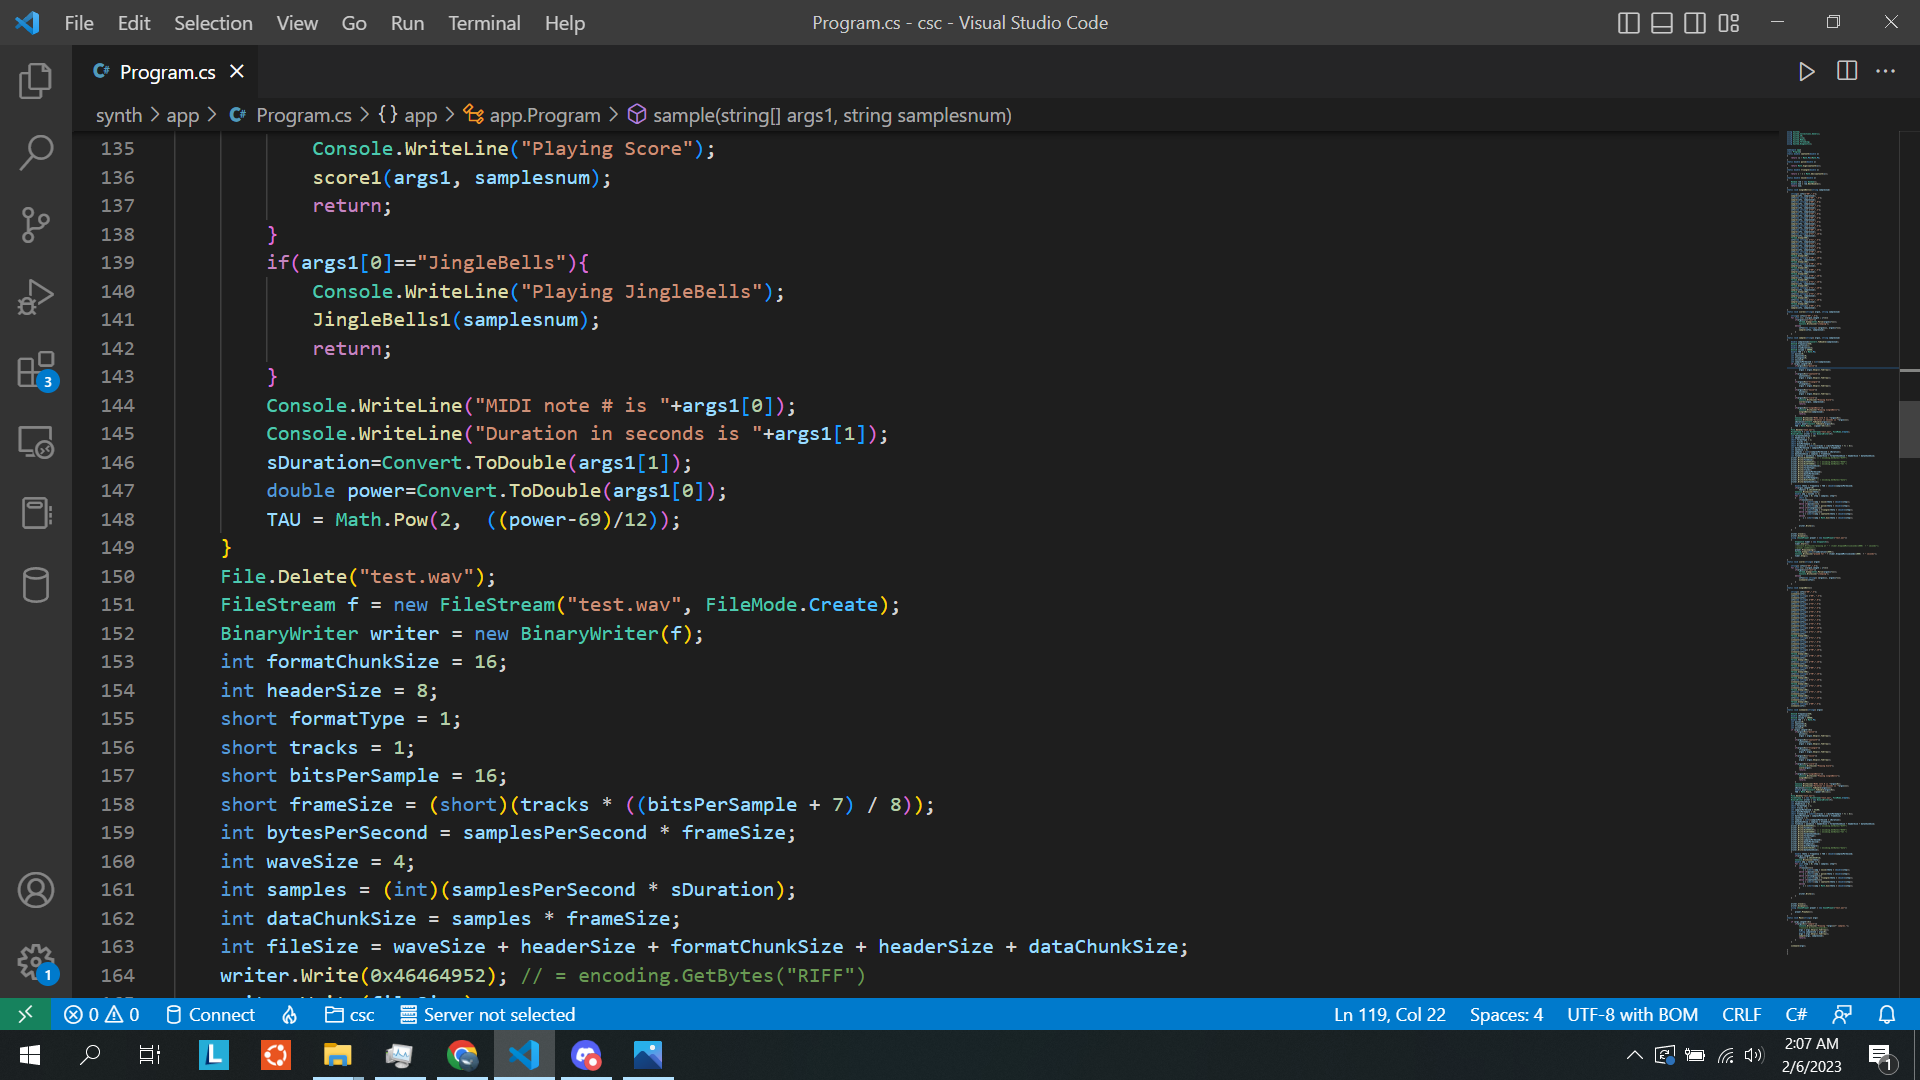 File Edit Selection View Go Run Terminal Help
Program.cs - csc - Visual Studio Code
C# Program.cs
synth > app > C# Program.cs > {} app > app.Program > sample(string[] args1, string samplesnum)
135 Console.WriteLine("Playing Score");
136 score1(args1, samplesnum);
137 return;
138 }
139 if(args1[0]=="JingleBells"){
140 Console.WriteLine("Playing JingleBells");
141 JingleBells1(samplesnum);
142 return;
143 }
144 Console.WriteLine("MIDI note # is "+args1[0]);
145 Console.WriteLine("Duration in seconds is "+args1[1]);
146 sDuration=Convert.ToDouble(args1[1]);
147 double power=Convert.ToDouble(args1[0]);
148 TAU = Math.Pow(2,  ((power-69)/12));
149 }
150 File.Delete("test.wav");
151 FileStream f = new FileStream("test.wav", FileMode.Create);
152 BinaryWriter writer = new BinaryWriter(f);
153 int formatChunkSize = 16;
154 int headerSize = 8;
155 short formatType = 1;
156 short tracks = 1;
157 short bitsPerSample = 16;
158 short frameSize = (short)(tracks * ((bitsPerSample + 7) / 8));
159 int bytesPerSecond = samplesPerSecond * frameSize;
160 int waveSize = 4;
161 int samples = (int)(samplesPerSecond * sDuration);
162 int dataChunkSize = samples * frameSize;
163 int fileSize = waveSize + headerSize + formatChunkSize + headerSize + dataChunkSize;
164 writer.Write(0x46464952); // = encoding.GetBytes("RIFF")
3
1
0 0 Connect csc Server not selected
Ln 119, Col 22 Spaces: 4 UTF-8 with BOM CRLF C#
L
2:07 AM
2/6/2023
1